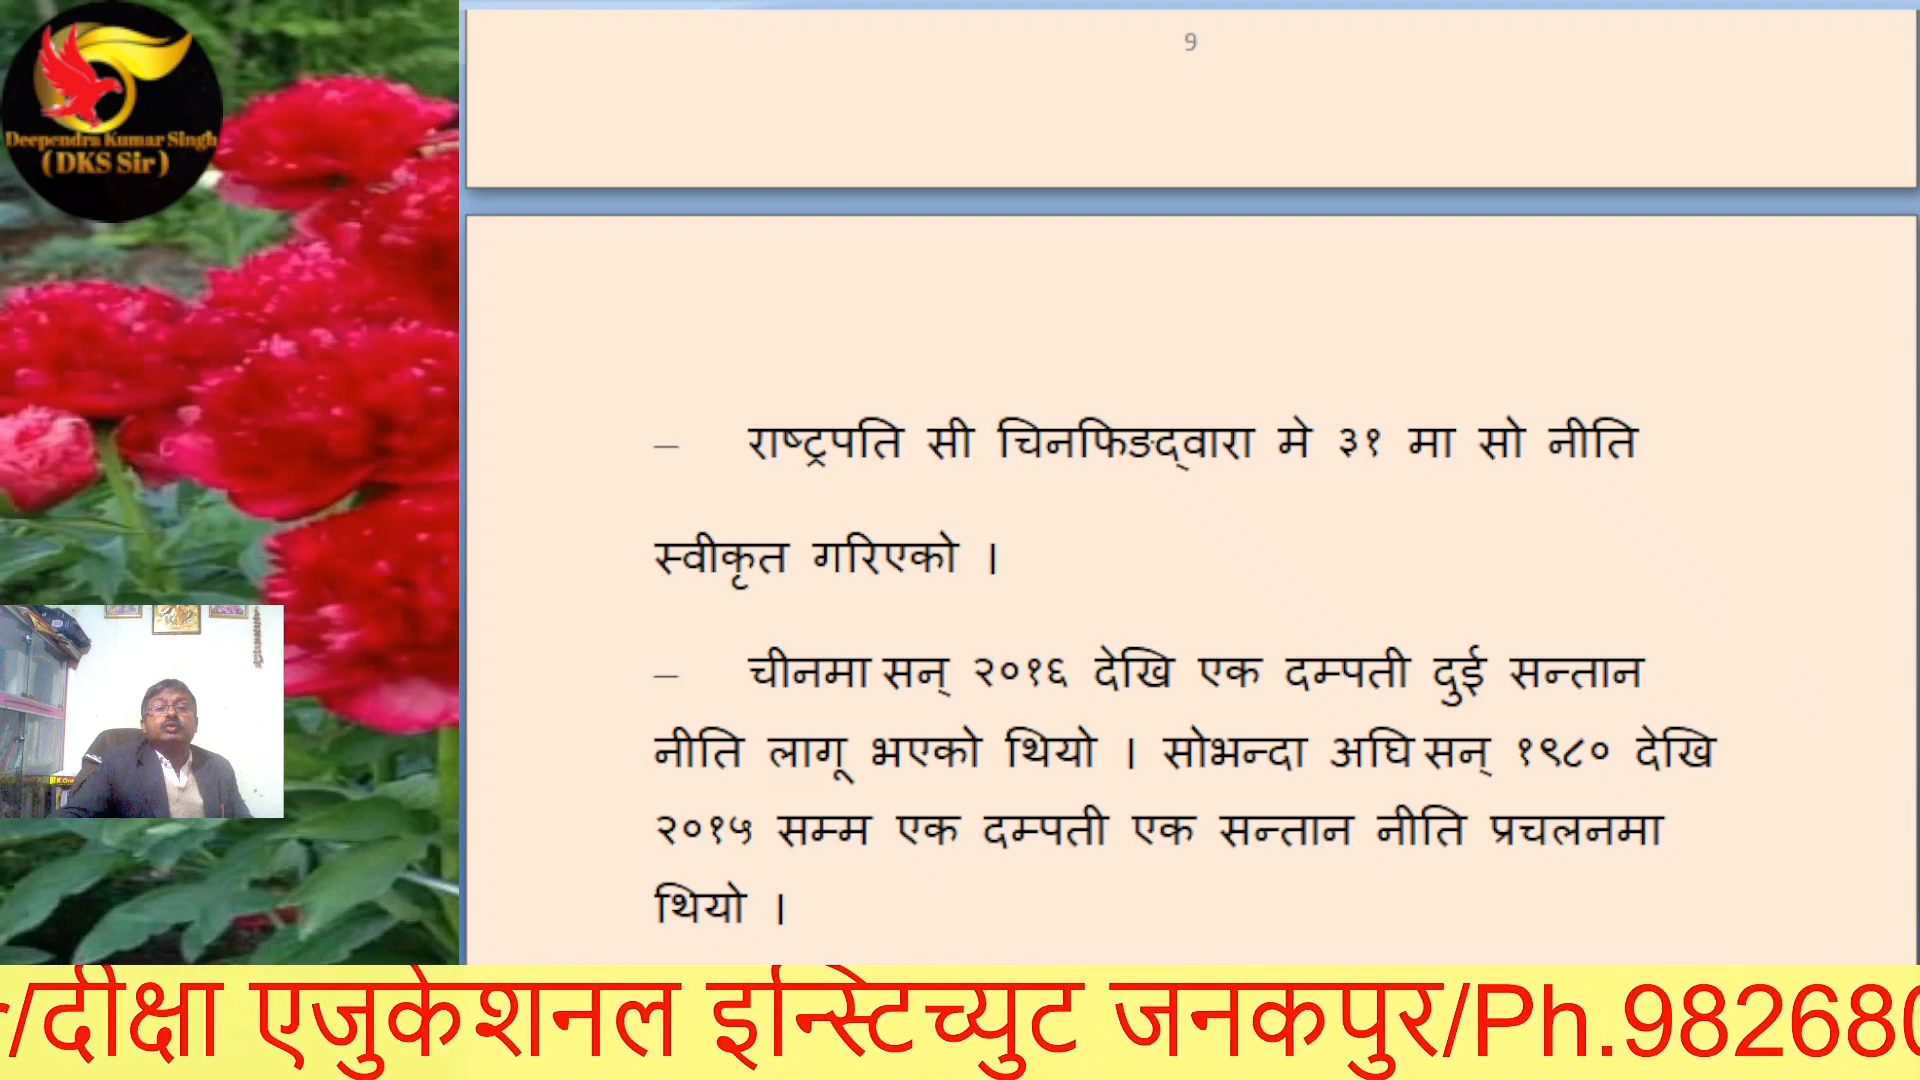 Deependra Kumar Singh
(DKS Sir)
9
– राष्ट्रपति सी चिनफिङद्वारा मे ३१ मा सो नीति
स्वीकृत गरिएको ।
– चीनमा सन् २०१६ देखि एक दम्पती दुई सन्तान
नीति लागू भएको थियो । सोभन्दा अघि सन् १९८० देखि
२०१५ सम्म एक दम्पती एक सन्तान नीति प्रचलनमा
थियो ।
/दीक्षा एजुकेशनल इन्स्टिच्युट जनकपुर/Ph.982680